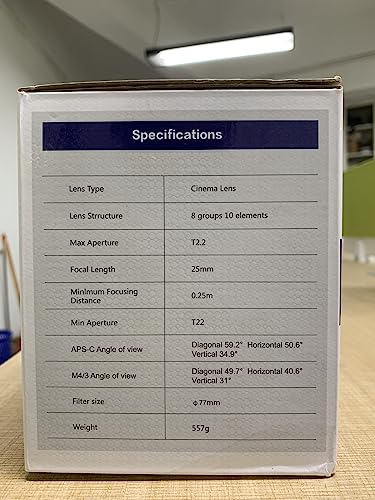 Specifications
Lens Type Cinema Lens
Lens Strructure 8 groups 10 elements
Max Aperture T2.2
Focal Length 25mm
Minlmum Focusing
Distance 0.25m
Min Aperture T22
APS-C Angle of view Diagonal 59.2° Horizontal 50.6°
Vertical 34.9°
M4/3 Angle of view Diagonal 49.7° Horizontal 40.6°
Vertical 31°
Filter size ϕ77mm
Weight 557g